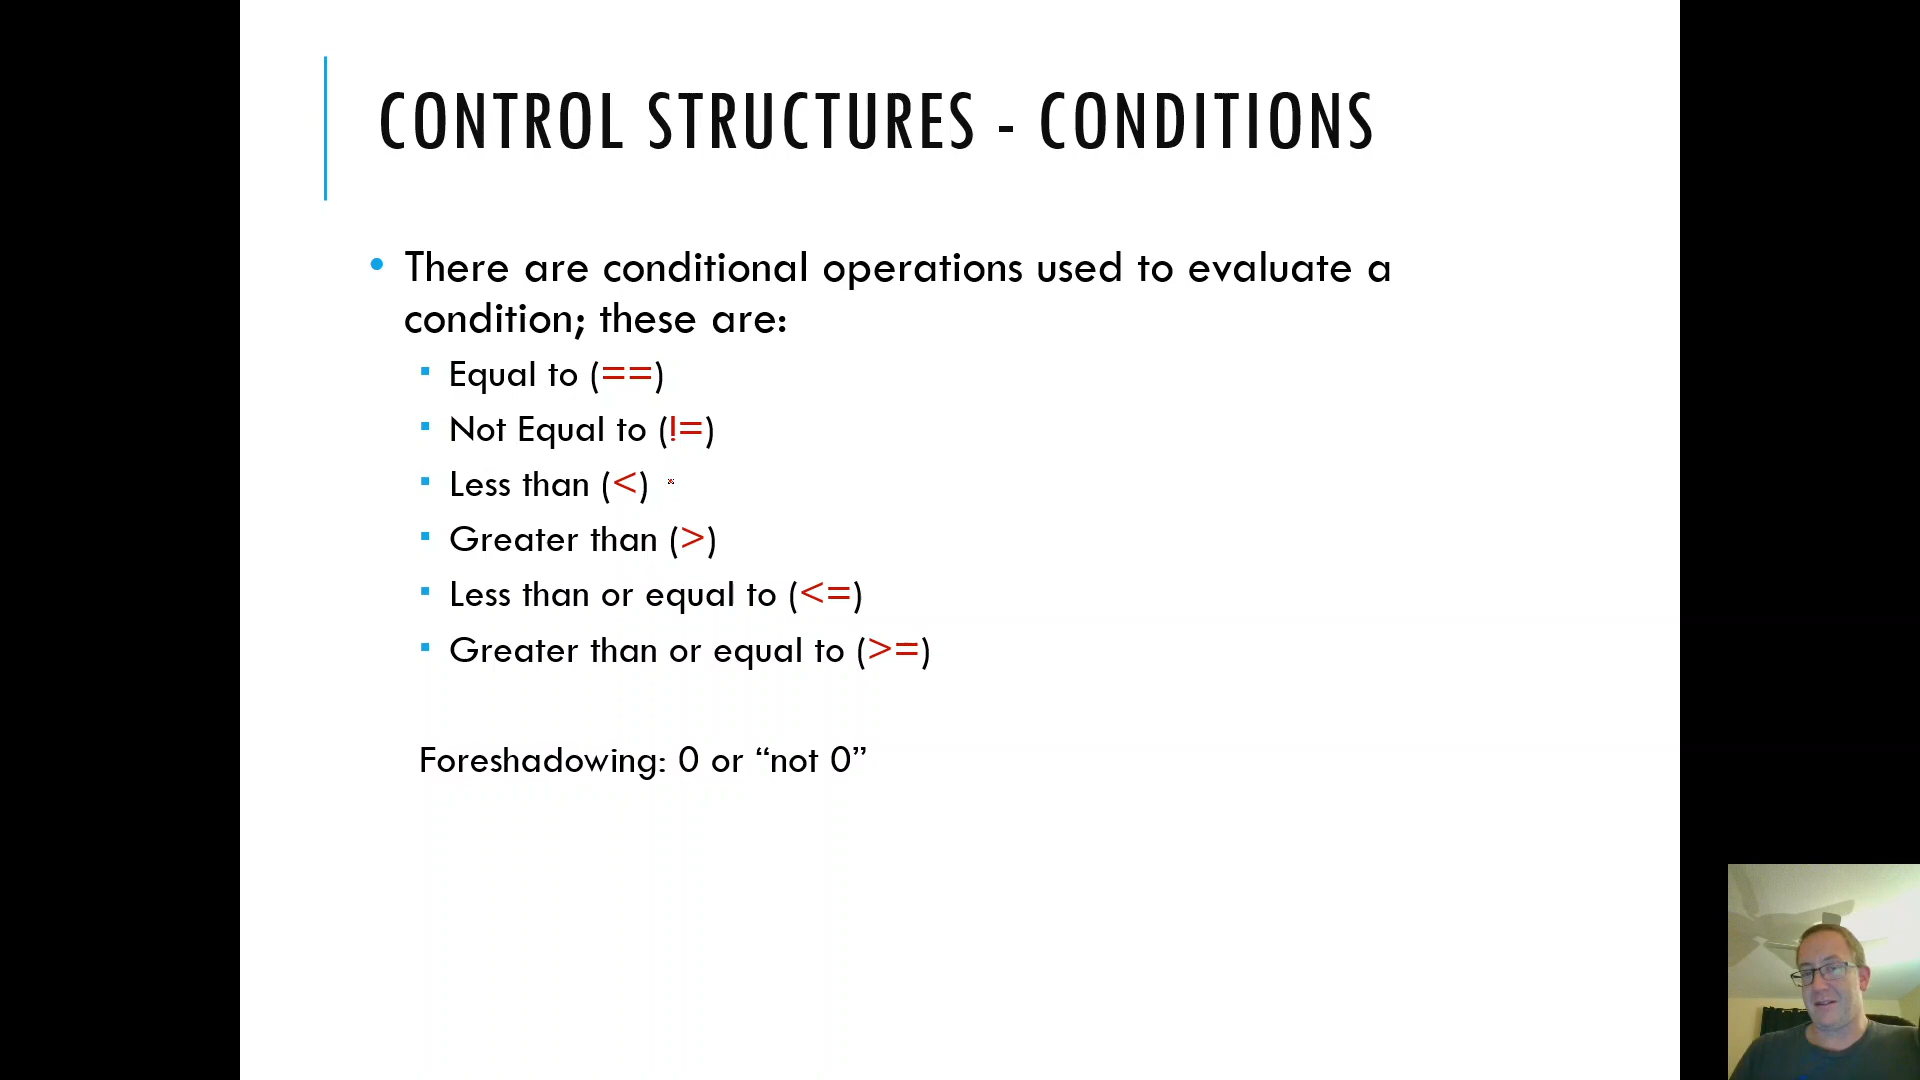 CONTROL STRUCTURES - CONDITIONS
• There are conditional operations used to evaluate a
condition; these are:
▪ Equal to (==)
▪ Not Equal to (!=)
▪ Less than (<)
▪ Greater than (>)
▪ Less than or equal to (<=)
▪ Greater than or equal to (>=)
Foreshadowing: 0 or “not 0”